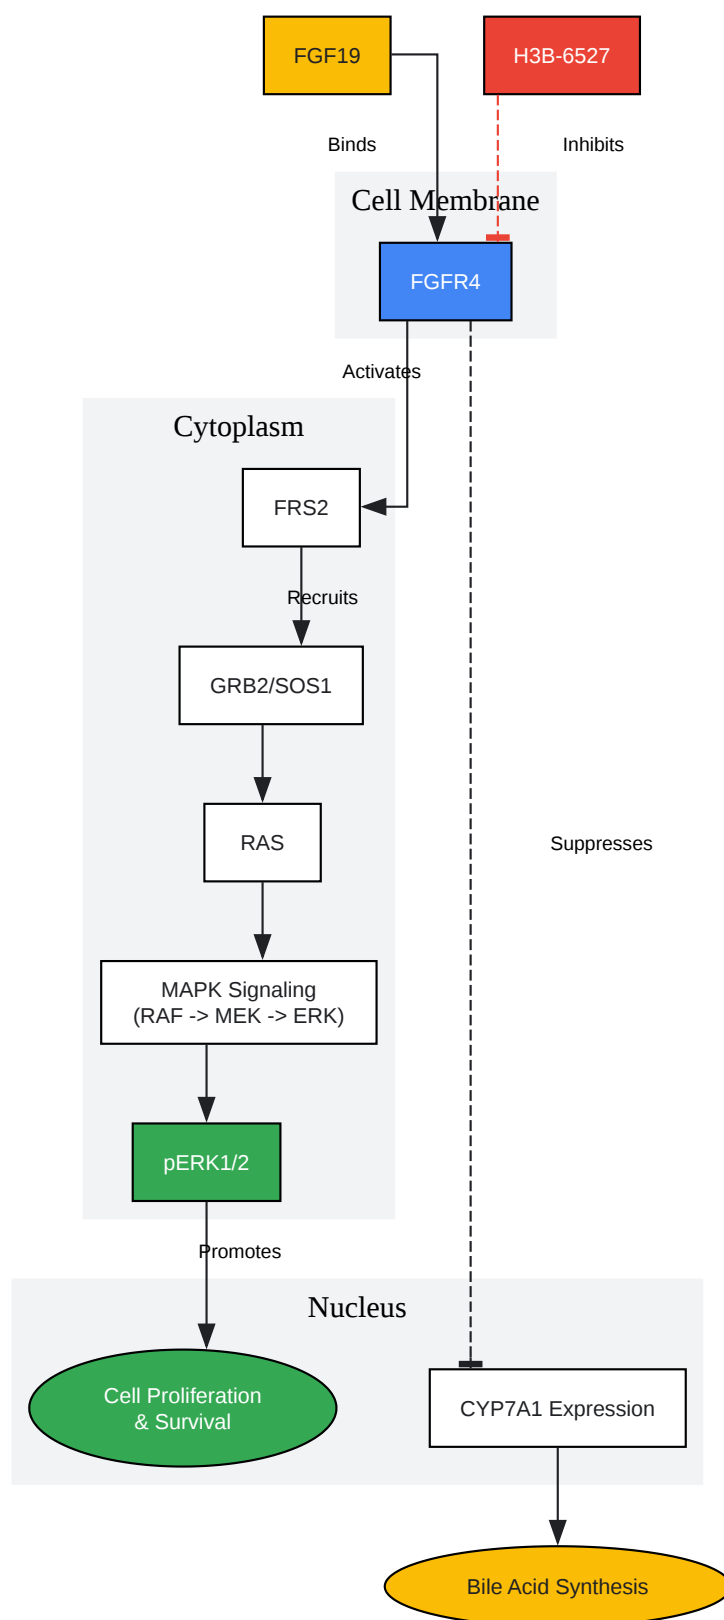 FGF19
H3B-6527
Binds
Inhibits
Cell Membrane
FGFR4
Activates
Cytoplasm
FRS2
Recruits
GRB2/SOS1
RAS
Suppresses
MAPK Signaling
(RAF -> MEK -> ERK)
pERK1/2
Promotes
Nucleus
Cell Proliferation
& Survival
CYP7A1 Expression
Bile Acid Synthesis